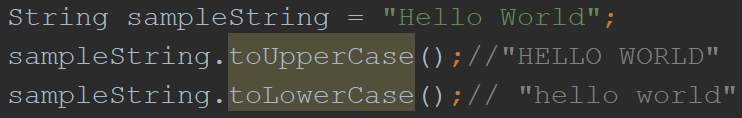 String sampleString = "Hello World";
sampleString.toUpperCase();//"HELLO WORLD"
sampleString.toLowerCase();// "hello world"